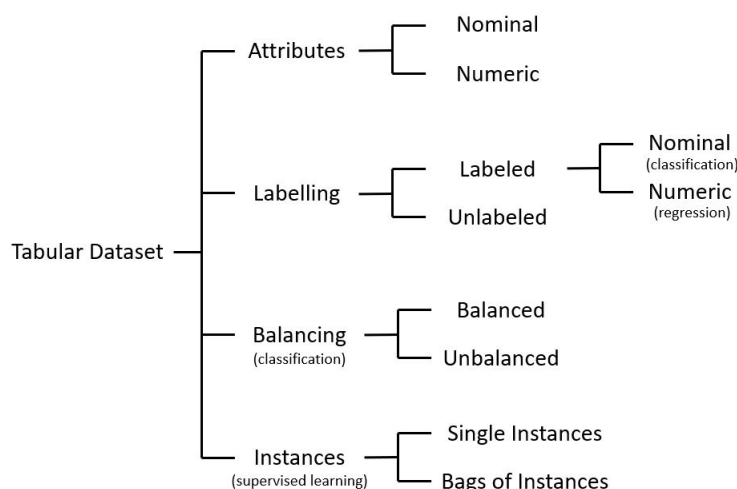 Nominal
Attributes
Numeric
Nominal
(classification)
Labeled
Labelling
Numeric
(regression)
Unlabeled
Tabular Dataset
Balanced
Balancing
(classification)
Unbalanced
Single Instances
Instances
(supervised learning)
Bags of Instances